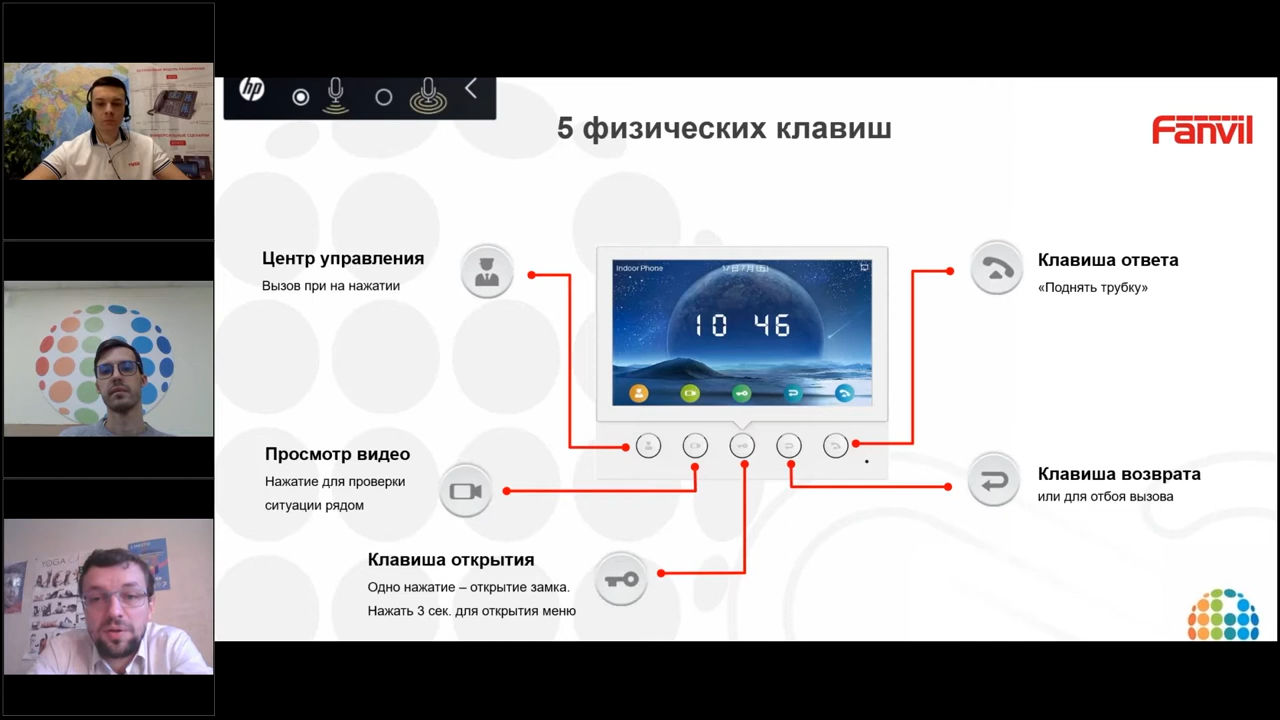 hp
5 физических клавиш
Fanvil
Центр управления
Вызов при на нажатии
Клавиша ответа
«Поднять трубку»
Indoor Phone
10 46
Просмотр видео
Нажатие для проверки
ситуации рядом
Клавиша возврата
или для отбоя вызова
Клавиша открытия
Одно нажатие – открытие замка.
Нажать 3 сек. для открытия меню
YOGA